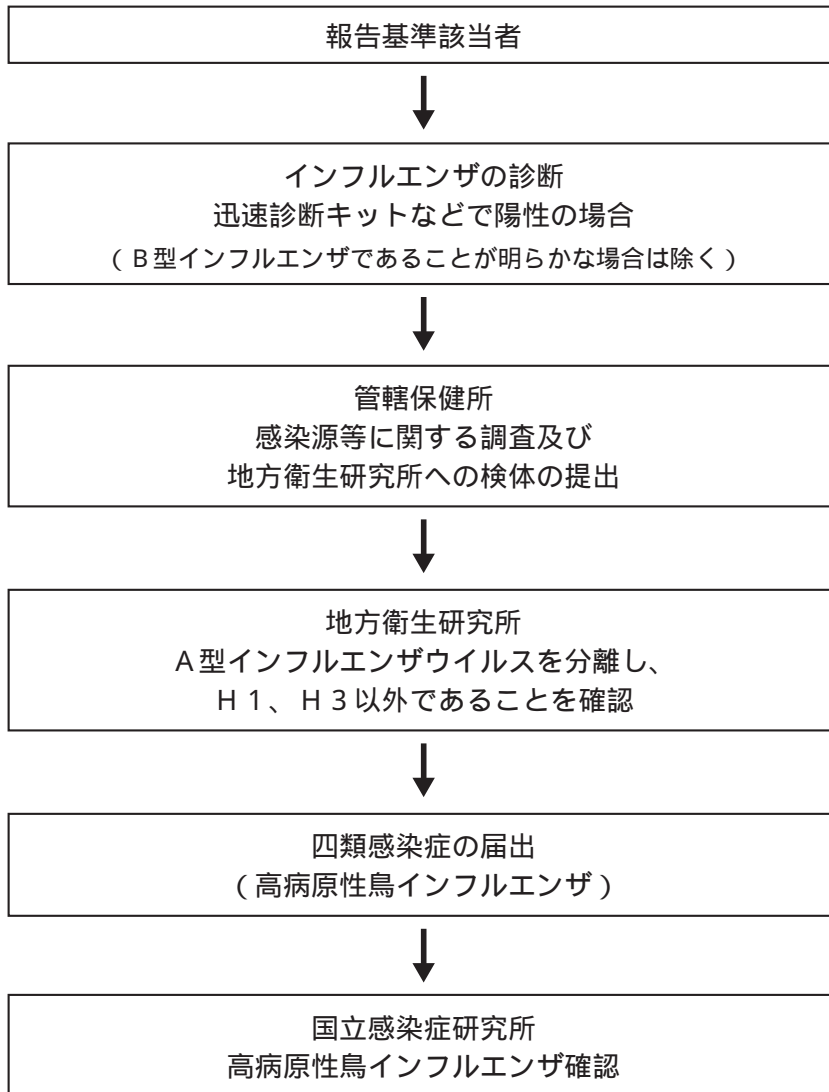 報告基準該当者
インフルエンザの診断
迅速診断キットなどで陽性の場合
(B型インフルエンザであることが明らかな場合は除く)
管轄保健所
感染源等に関する調査及び
地方衛生研究所への検体の提出
地方衛生研究所
A型インフルエンザウイルスを分離し、
H1、H3以外であることを確認
四類感染症の届出
(高病原性鳥インフルエンザ)
国立感染症研究所
高病原性鳥インフルエンザ確認